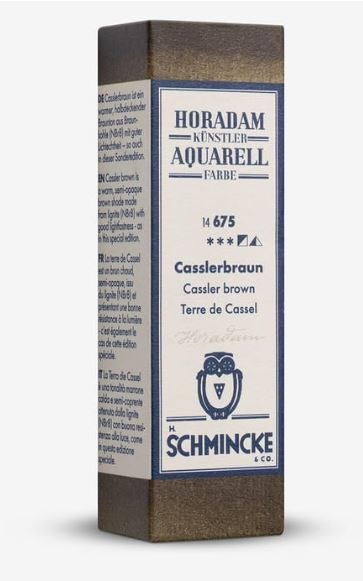 HORADAM
KÜNSTLER
AQUARELL
FARBE
14 675
***
Casslerbraun
Cassler brown
Terre de Cassel
Horadam
H.
SCHMINCKE
& CO.
DE Casslerbraun ist ein
warmer, halbdeckender
Braunton aus Braun-
kohle (NBr8) mit guter
Lichtechtheit – so auch
in dieser Sonderedition.
EN Cassler brown is
a warm, semi-opaque
brown shade made
from lignite (NBr8) with
good lightfastness - as
in this special edition.
FR La terre de Cassel
est un brun chaud,
semi-opaque, issu
du lignite (NBr8) et
présentant une bonne
résistance à la lumière
- c'est également le
cas de cette édition
spéciale.
IT La Terra die Cassel
è una tonalità marrone
calda e semi-coprente
ottenuta dalla lignite
(NBr8) con buona resi-
stenza alla luce, come
in questa edizione
speciale.